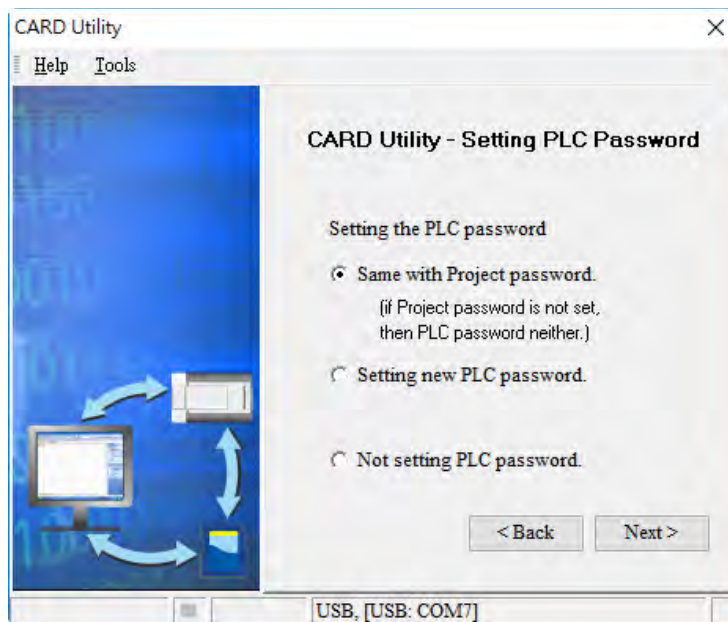 CARD Utility
Help Tools
CARD Utility - Setting PLC Password
Setting the PLC password
Same with Project password.
(if Project password is not set,
then PLC password neither.)
Setting new PLC password.
Not setting PLC password.
< Back Next >
USB, [USB: COM7]